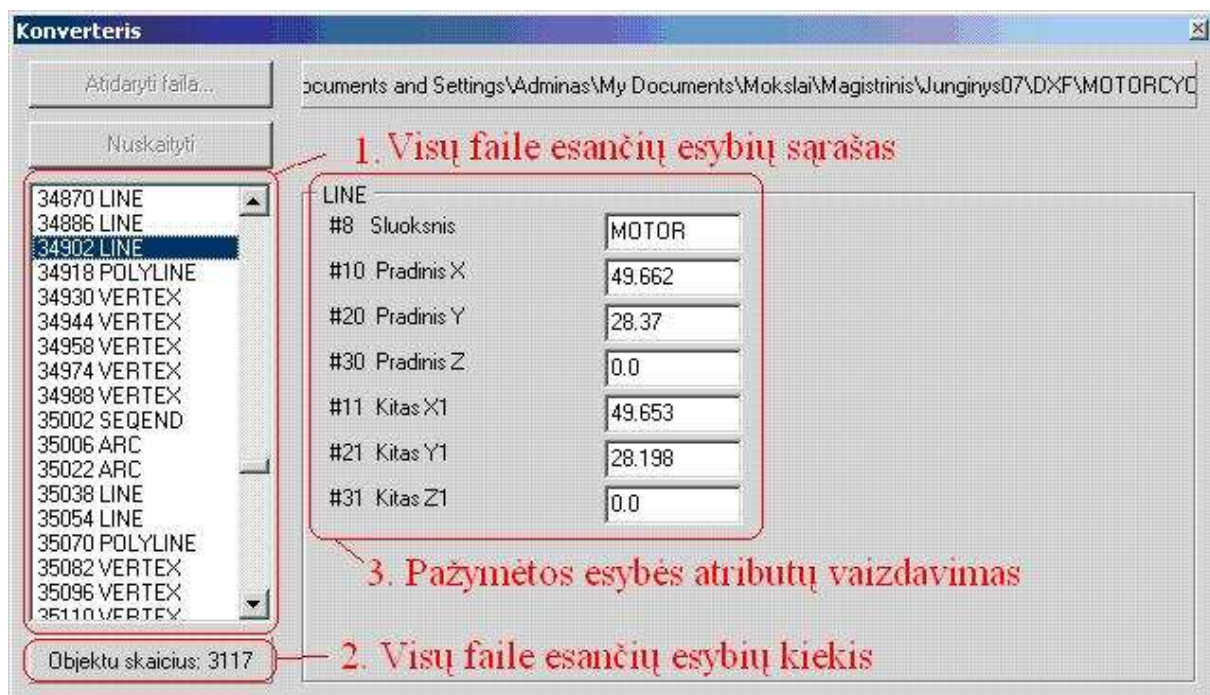 Konverteris
Atidaryti faila...
ocuments and Settings\Adminas\My Documents\Mokslai\Magistrinis\Junginys07\DXF\MOTORCYC
Nuskaityti
1. Visų faile esančių esybių sąrašas
34870 LINE
34886 LINE
34902 LINE
34918 POLYLINE
34930 VERTEX
34944 VERTEX
34958 VERTEX
34974 VERTEX
34988 VERTEX
35002 SEQEND
35006 ARC
35022 ARC
35038 LINE
35054 LINE
35070 POLYLINE
35082 VERTEX
35096 VERTEX
35110 VERTEX
LINE
#8 Sluoksnis MOTOR
#10 Pradinis X 49.662
#20 Pradinis Y 28.37
#30 Pradinis Z 0.0
#11 Kitas X1 49.653
#21 Kitas Y1 28.198
#31 Kitas Z1 0.0
3. Pažymėtos esybės atributų vaizdavimas
Objektu skaicius: 3117
2. Visų faile esančių esybių kiekis